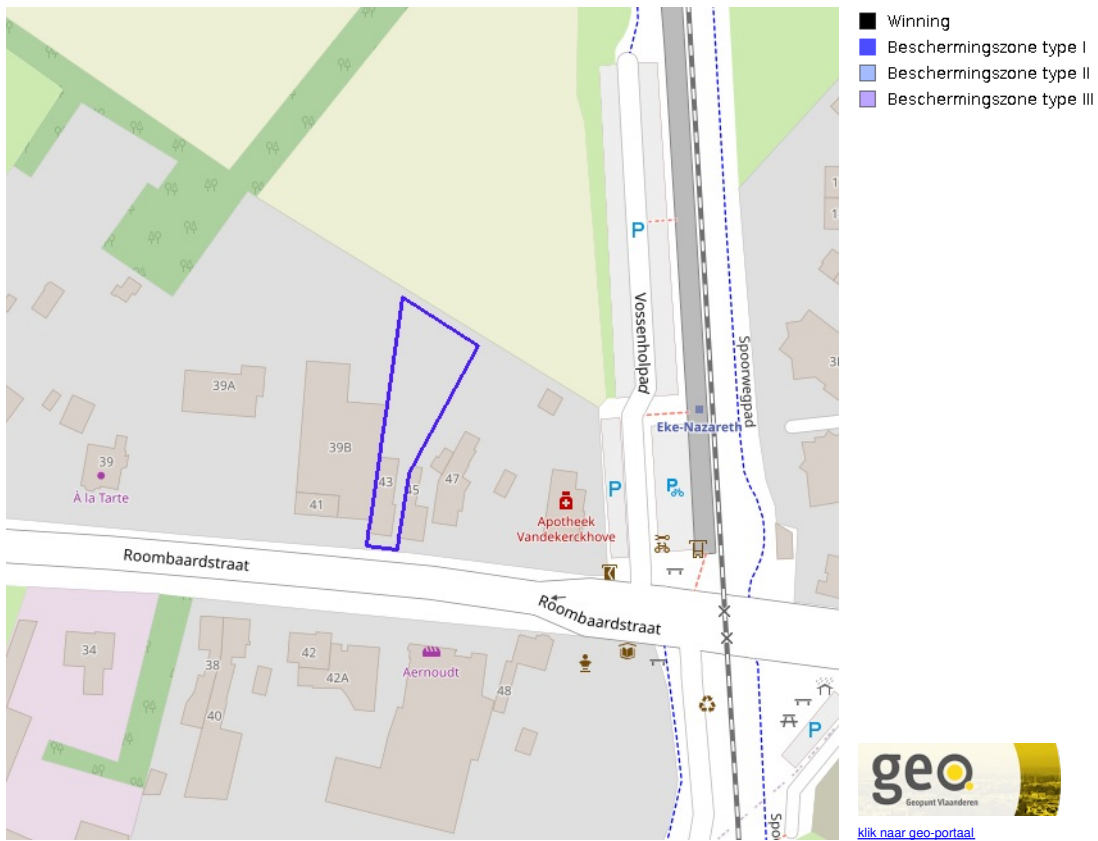 Winning
Beschermingszone type I
Beschermingszone type II
Beschermingszone type III
P
Vossenholpad
Spoorwegpad
39A
Eke-Nazareth
39B
39
À la Tarte
43
45
47
41
P
P
Apotheek
Vandekerckhove
Roombaardstraat
Roombaardstraat
34
38
42
42A
Aernoudt
48
40
P
geo
Geopunt Vlaanderen
klik naar geo-portaal